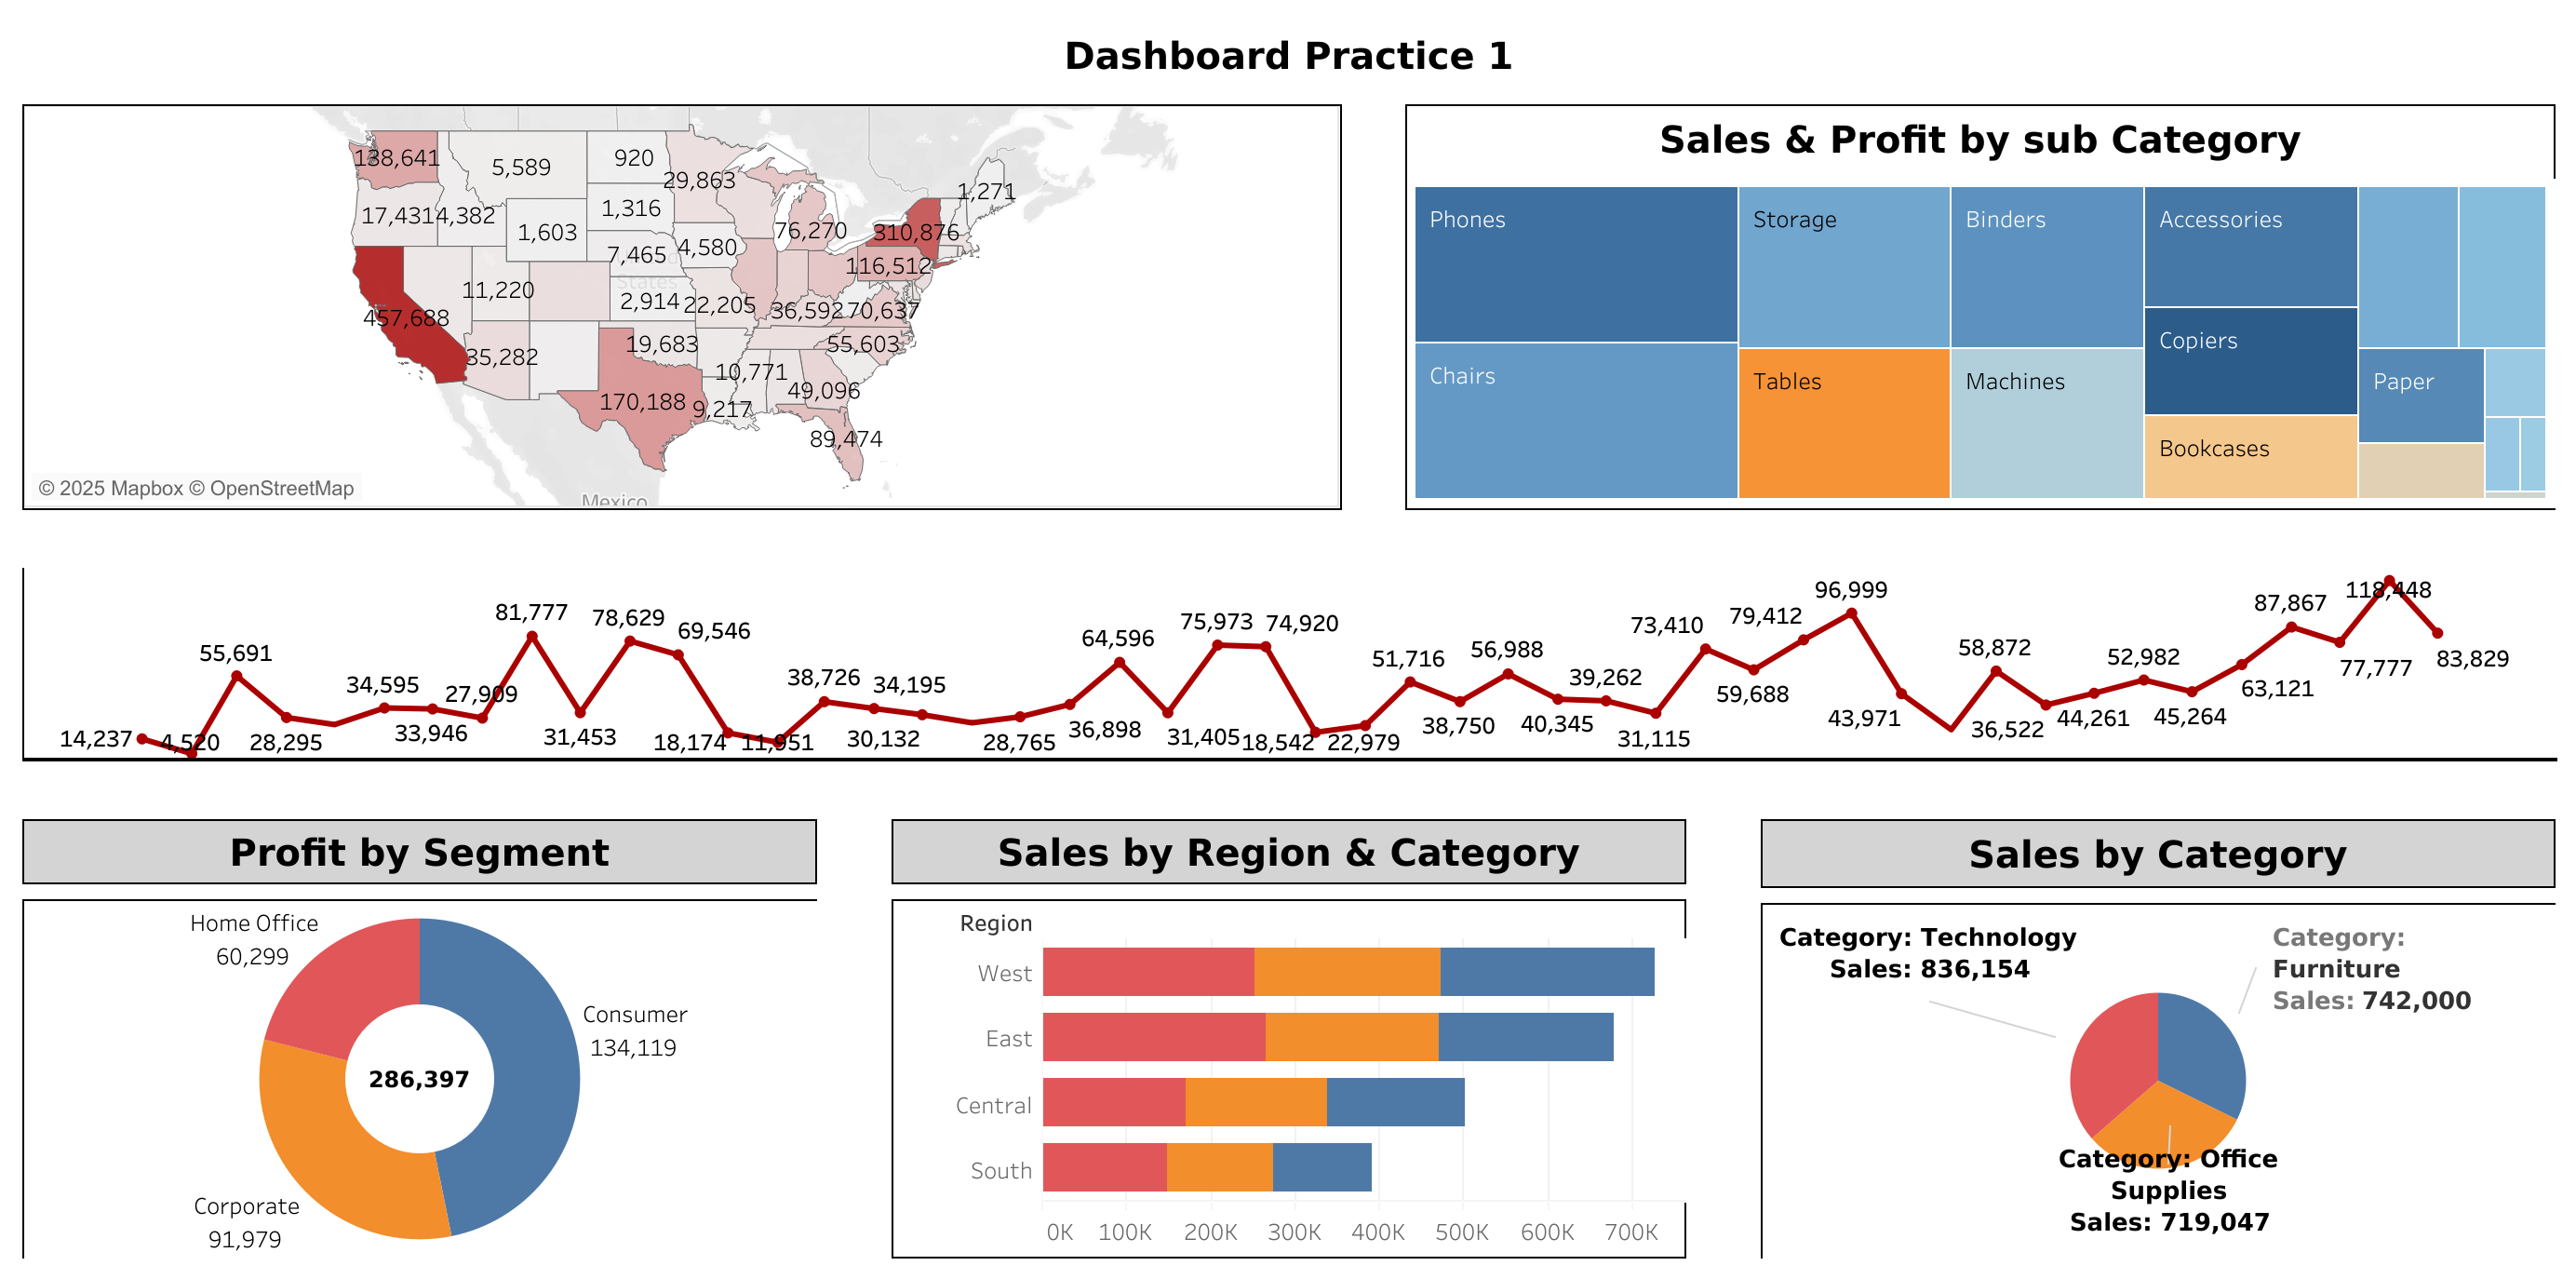 Dashboard Practice 1
138,641
5,589
920
29,863
1,271
17,431
4,382
1,603
1,316
76,270
310,876
7,465
4,580
116,512
United
States
11,220
2,914
22,205
36,592
70,637
457,688
35,282
19,683
55,603
10,771
49,096
170,188
9,217
89,474
© 2025 Mapbox © OpenStreetMap
Mexico
Sales & Profit by sub Category
Phones
Storage
Binders
Accessories
Copiers
Chairs
Tables
Machines
Paper
Bookcases
14,237
4,520
55,691
28,295
34,595
33,946
27,909
81,777
31,453
78,629
69,546
18,174
11,951
38,726
30,132
34,195
28,765
36,898
64,596
31,405
75,973
74,920
18,542
22,979
51,716
38,750
56,988
40,345
39,262
31,115
73,410
59,688
79,412
96,999
43,971
58,872
36,522
44,261
52,982
45,264
63,121
87,867
77,777
118,448
83,829
Profit by Segment
Home Office
60,299
Consumer
134,119
286,397
Corporate
91,979
Sales by Region & Category
Region
West
East
Central
South
0K 100K 200K 300K 400K 500K 600K 700K
Sales by Category
Category: Technology
Sales: 836,154
Category:
Furniture
Sales: 742,000
Category: Office
Supplies
Sales: 719,047